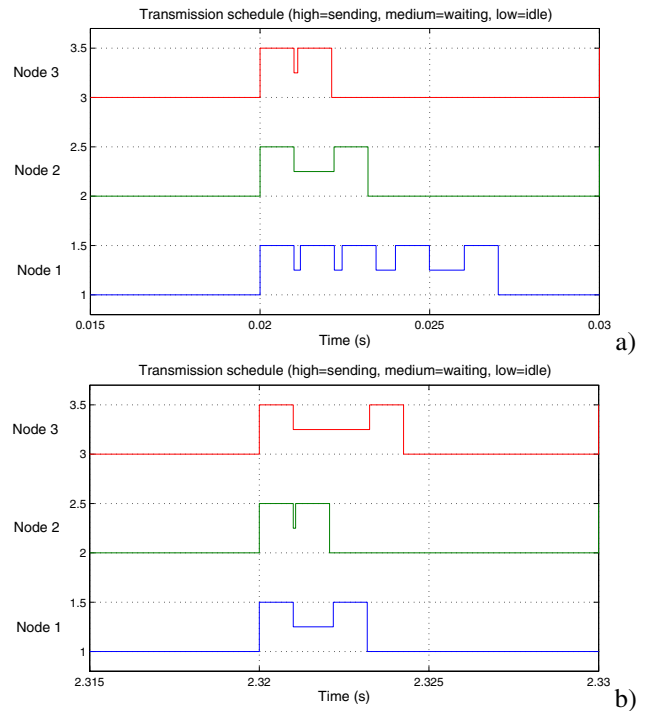 Transmission schedule (high=sending, medium=waiting, low=idle)
Node 3
3.5
3
Node 2
2.5
2
Node 1
1.5
1
0.015 0.02 0.025 0.03
Time (s)
a)
Transmission schedule (high=sending, medium=waiting, low=idle)
Node 3
3.5
3
Node 2
2.5
2
Node 1
1.5
1
2.315 2.32 2.325 2.33
Time (s)
b)